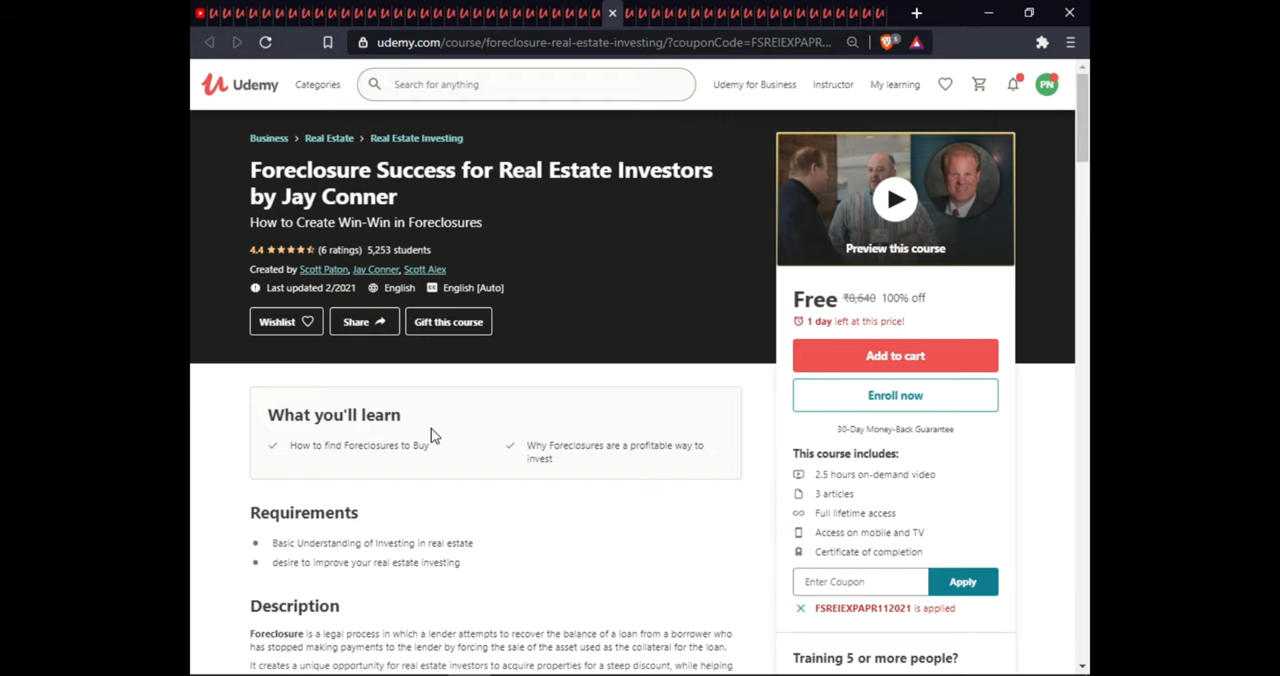 udemy.com/course/foreclosure-real-estate-investing/?couponCode=FSREIEXPAPR...
5
Udemy
Categories
Search for anything
Udemy for Business
Instructor
My learning
PN
Business > Real Estate > Real Estate Investing
Foreclosure Success for Real Estate Investors
by Jay Conner
How to Create Win-Win in Foreclosures
4.4 (6 ratings) 5,253 students
Created by Scott Paton, Jay Conner, Scott Alex
Last updated 2/2021 English English [Auto]
Wishlist
Share
Gift this course
Preview this course
Free ₹8,640 100% off
1 day left at this price!
Add to cart
Enroll now
30-Day Money-Back Guarantee
This course includes:
2.5 hours on-demand video
3 articles
Full lifetime access
Access on mobile and TV
Certificate of completion
Enter Coupon
Apply
FSREIEXPAPR112021 is applied
Training 5 or more people?
What you'll learn
How to find Foreclosures to Buy
Why Foreclosures are a profitable way to
invest
Requirements
Basic Understanding of Investing in real estate
desire to improve your real estate investing
Description
Foreclosure is a legal process in which a lender attempts to recover the balance of a loan from a borrower who
has stopped making payments to the lender by forcing the sale of the asset used as the collateral for the loan.
It creates a unique opportunity for real estate investors to acquire properties for a steep discount, while helping